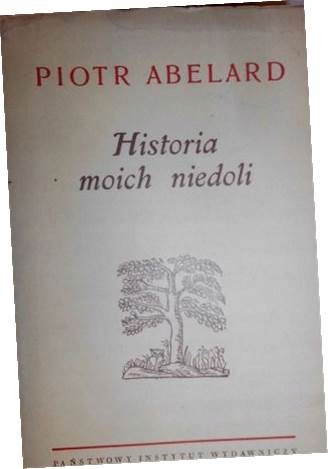 PIOTR ABELARD
Historia
moich niedoli
PAŃSTWOWY INSTYTUT WYDAWNICZY